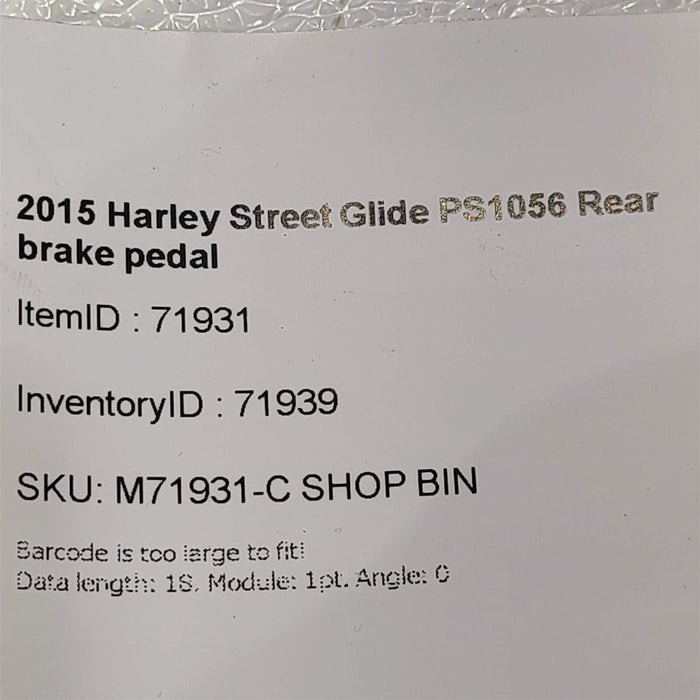 2015 Harley Street Glide PS1056 Rear
brake pedal
ItemID : 71931
InventoryID : 71939
SKU: M71931-C SHOP BIN
Barcode is too large to fit!
Data length: 18, Module: 1pt. Angle: 0